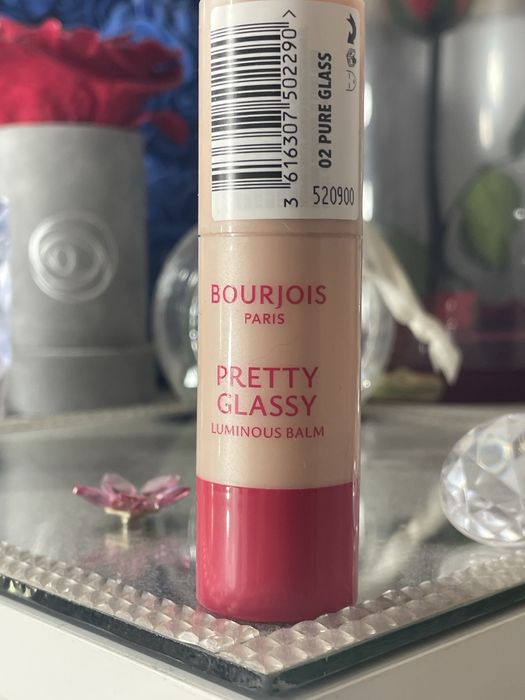 3 616307 502290 >
02 PURE GLASS
520900
BOURJOIS
PARIS
PRETTY
GLASSY
LUMINOUS BALM